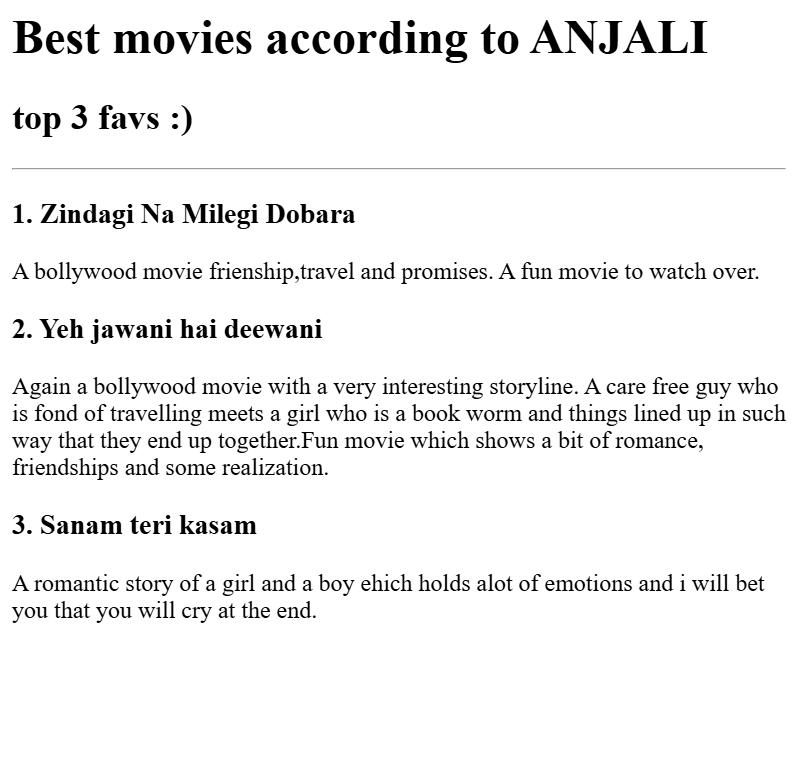 Best movies according to ANJALI
top 3 favs :)
1. Zindagi Na Milegi Dobara
A bollywood movie frienship,travel and promises. A fun movie to watch over.
2. Yeh jawani hai deewani
Again a bollywood movie with a very interesting storyline. A care free guy who
is fond of travelling meets a girl who is a book worm and things lined up in such
way that they end up together.Fun movie which shows a bit of romance,
friendships and some realization.
3. Sanam teri kasam
A romantic story of a girl and a boy ehich holds alot of emotions and i will bet
you that you will cry at the end.